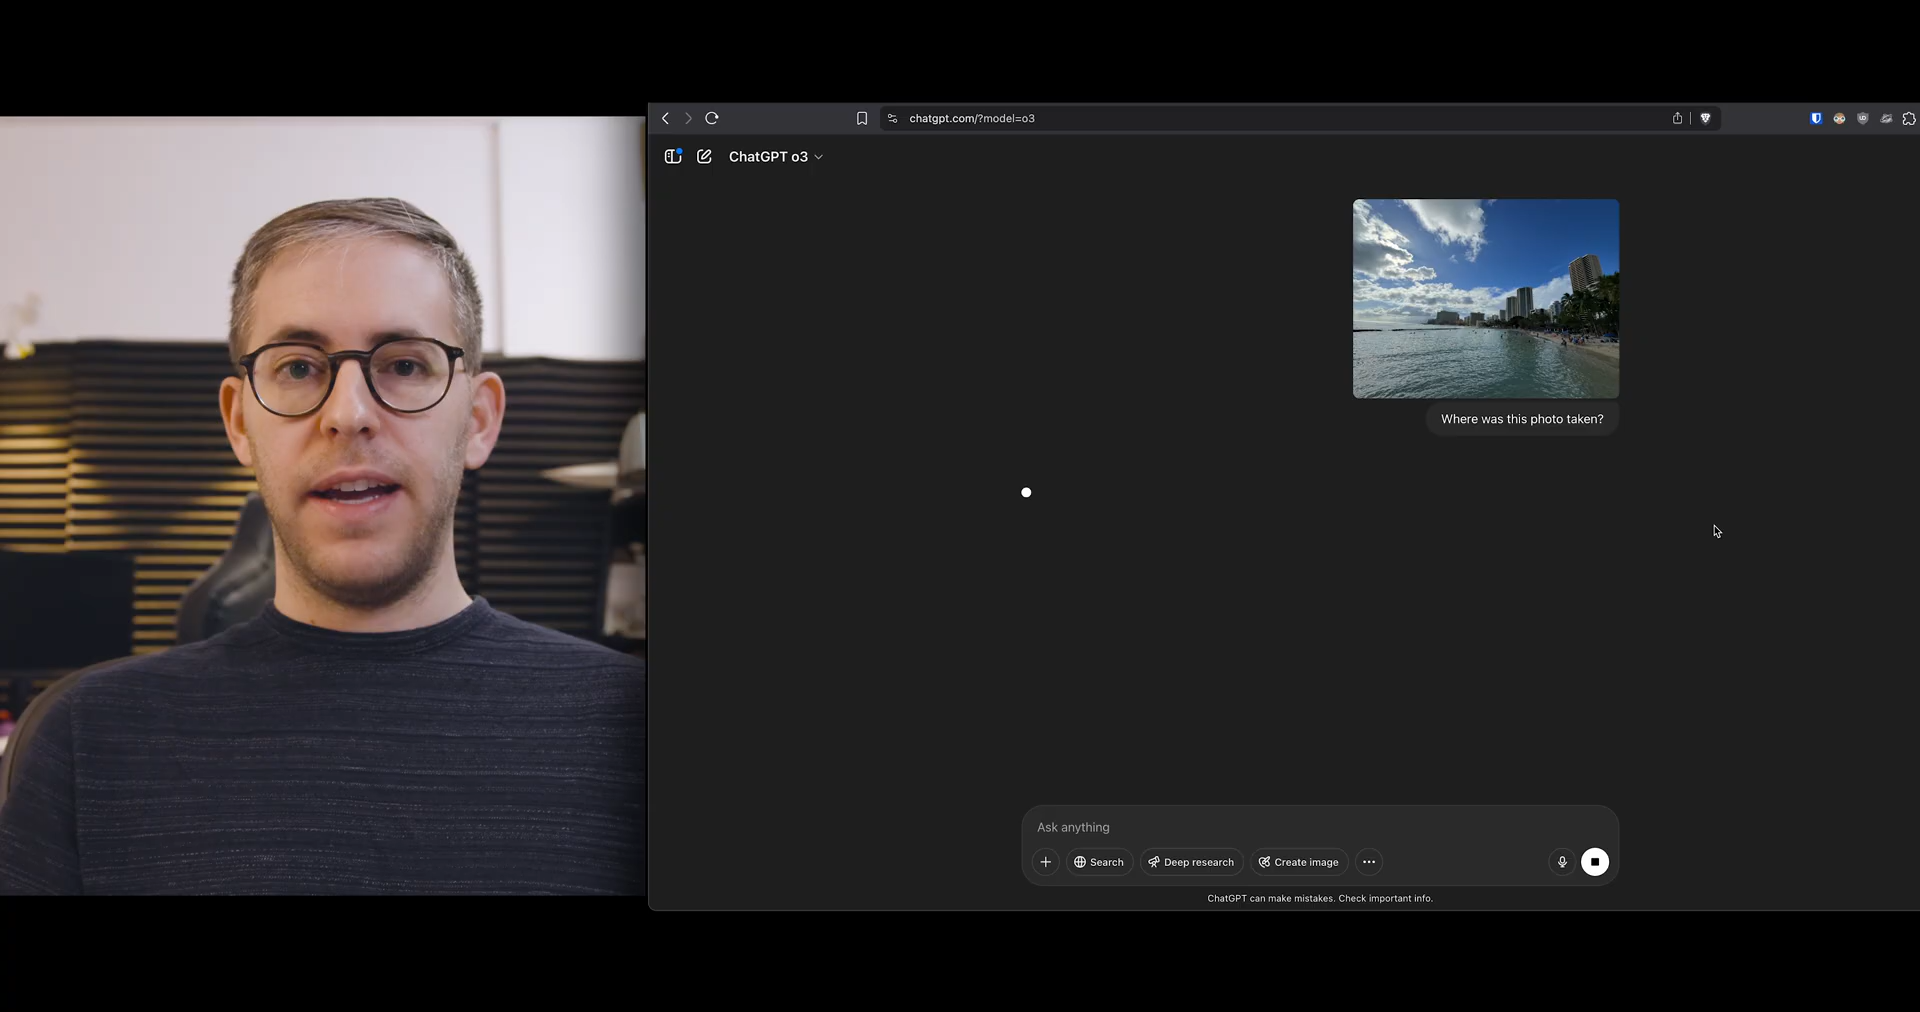 chatgpt.com/?model=o3
ChatGPT o3
Where was this photo taken?
Ask anything
Search
Deep research
Create image
ChatGPT can make mistakes. Check important info.